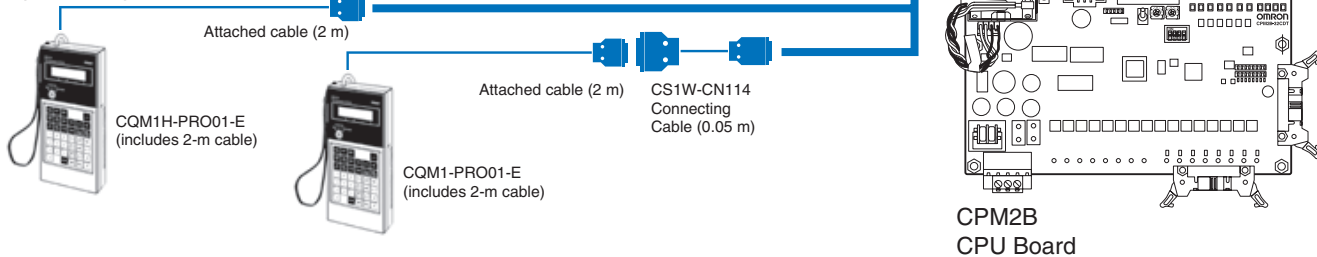 Attached cable (2 m)
OMRON
Attached cable (2 m)
CS1W-CN114
Connecting
Cable (0.05 m)
CQM1H-PRO01-E
(includes 2-m cable)
CQM1-PRO01-E
(includes 2-m cable)
CPM2B
CPU Board